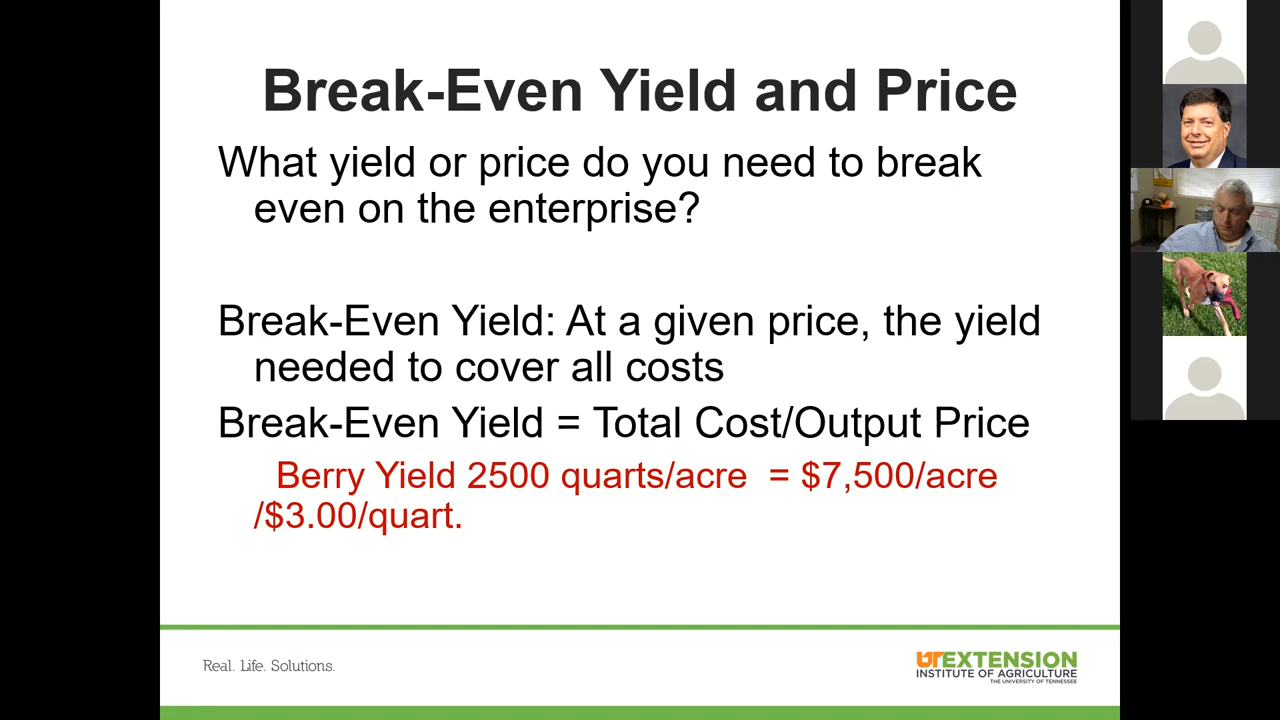 Break-Even Yield and Price
What yield or price do you need to break
even on the enterprise?
Break-Even Yield: At a given price, the yield
needed to cover all costs
Break-Even Yield = Total Cost/Output Price
Berry Yield 2500 quarts/acre = $7,500/acre
/$3.00/quart.
Real. Life. Solutions.
UTEXTENSION
INSTITUTE OF AGRICULTURE
THE UNIVERSITY OF TENNESSEE